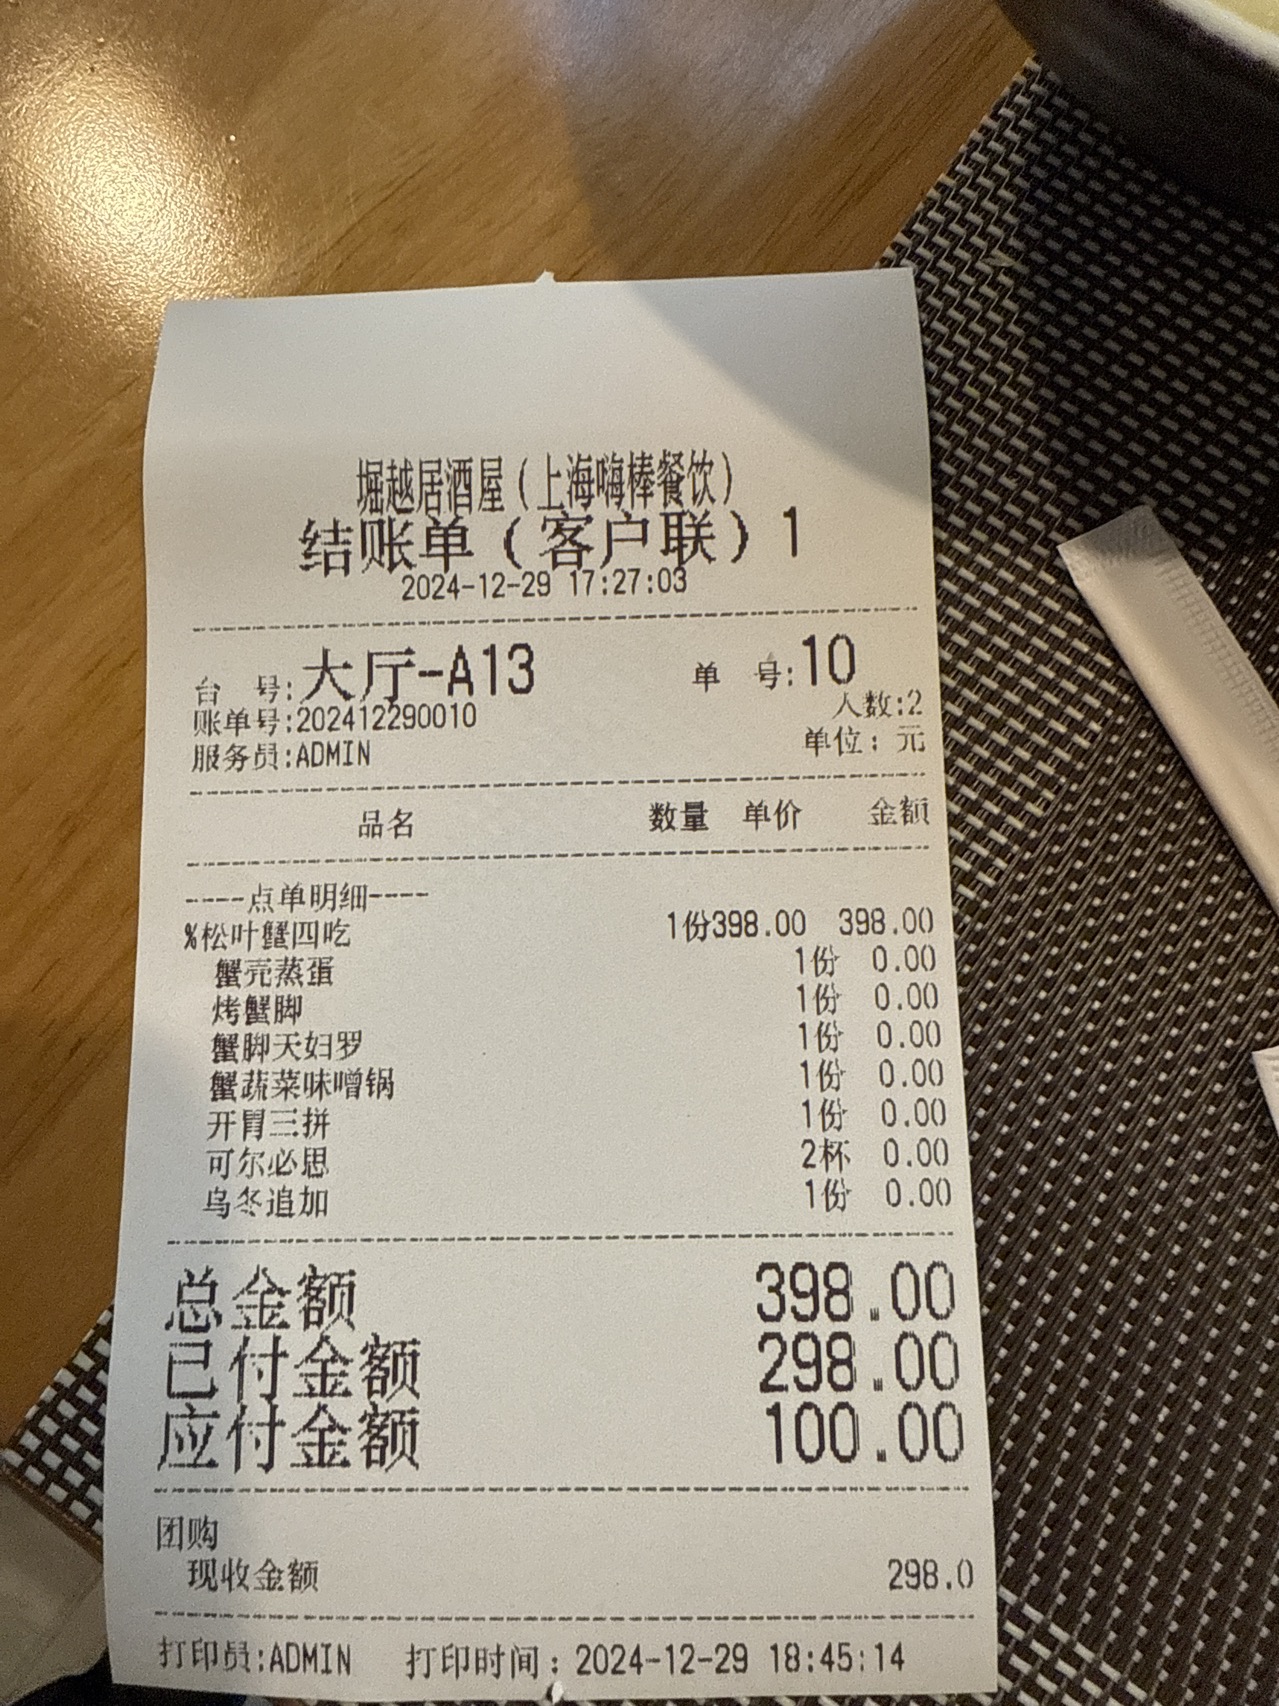 堀越居酒屋(上海嗨棒餐饮)
结账单(客户联)1
2024-12-29 17:27:03
台 号:大厅-A13 单 号:10
人数:2
账单号:202412290010
服务员:ADMIN 单位：元
品名 数量 单价 金额
----点单明细----
%松叶蟹四吃 1份398.00 398.00
蟹壳蒸蛋 1份 0.00
烤蟹脚 1份 0.00
蟹脚天妇罗 1份 0.00
蟹蔬菜味噌锅 1份 0.00
开胃三拼 1份 0.00
可尔必思 2杯 0.00
乌冬追加 1份 0.00
总金额 398.00
已付金额 298.00
应付金额 100.00
团购
现收金额 298.0
打印员:ADMIN 打印时间：2024-12-29 18:45:14